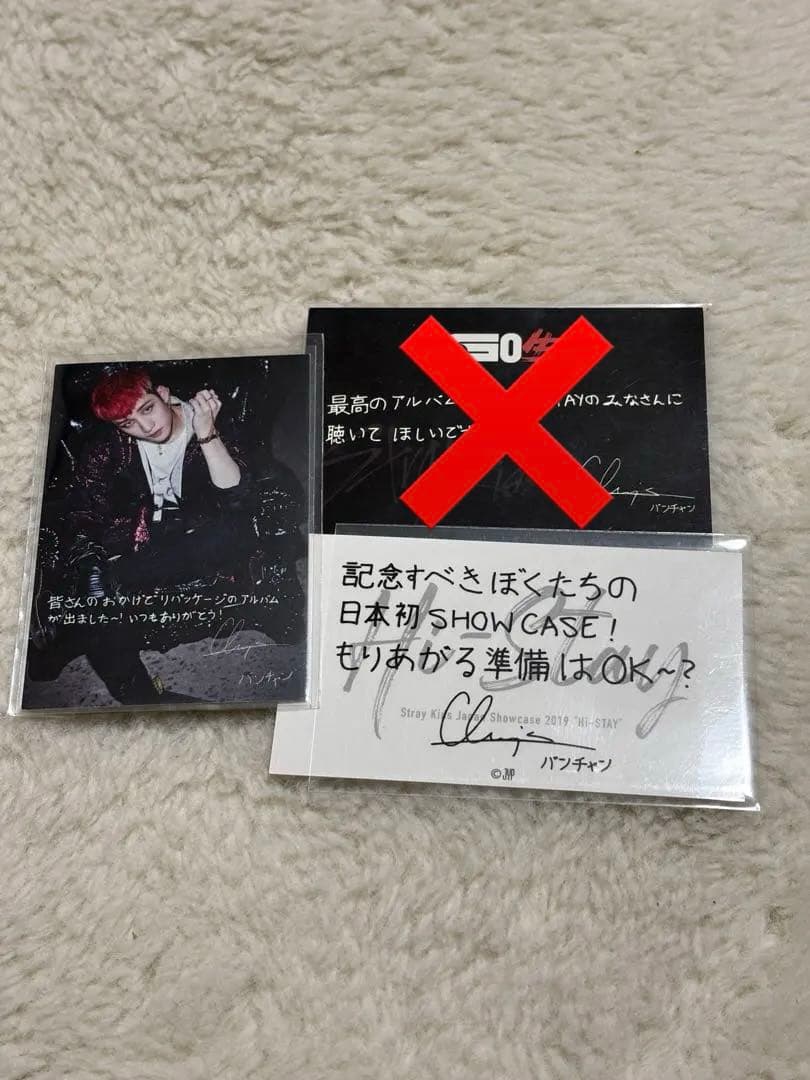 皆さんのおかげでリパッケージのアルバム
が出ました~!いつもありがとう!
バンチャン
GO
最高のアルバム TAYのみなさんに
聴いて ほしいで
バンチャン
記念すべきぼくたちの
日本初SHOWCASE!
もりあがる準備はOK~?
Hi-Stay
Stray Kids Japan Showcase 2019 "Hi-STAY"
バンチャン
©JYP